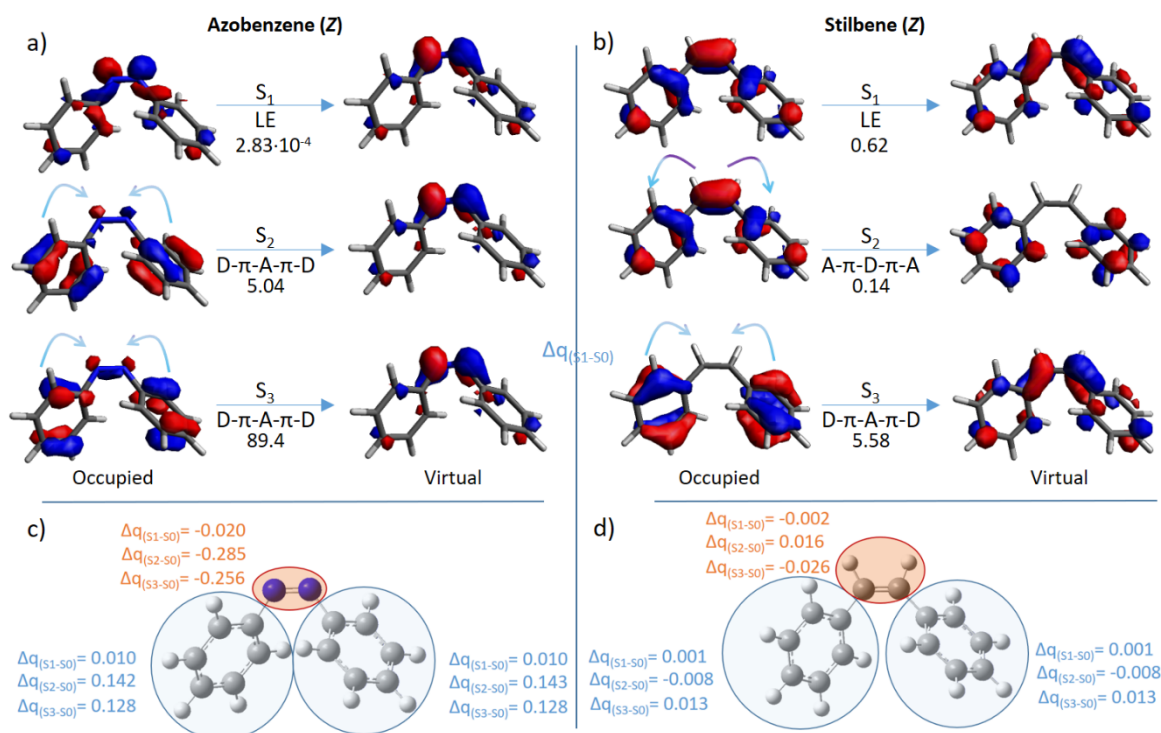 Azobenzene (Z)
a)
S1
LE
2.83·10-4
S2
D-π-A-π-D
5.04
S3
D-π-A-π-D
89.4
Occupied
Virtual
Stilbene (Z)
b)
S1
LE
0.62
S2
A-π-D-π-A
0.14
Δq(S1-S0)
S3
D-π-A-π-D
5.58
Occupied
Virtual
c)
Δq(S1-S0)= -0.020
Δq(S2-S0)= -0.285
Δq(S3-S0)= -0.256
Δq(S1-S0)= 0.010
Δq(S2-S0)= 0.142
Δq(S3-S0)= 0.128
Δq(S1-S0)= 0.010
Δq(S2-S0)= 0.143
Δq(S3-S0)= 0.128
d)
Δq(S1-S0)= -0.002
Δq(S2-S0)= 0.016
Δq(S3-S0)= -0.026
Δq(S1-S0)= 0.001
Δq(S2-S0)= -0.008
Δq(S3-S0)= 0.013
Δq(S1-S0)= 0.001
Δq(S2-S0)= -0.008
Δq(S3-S0)= 0.013